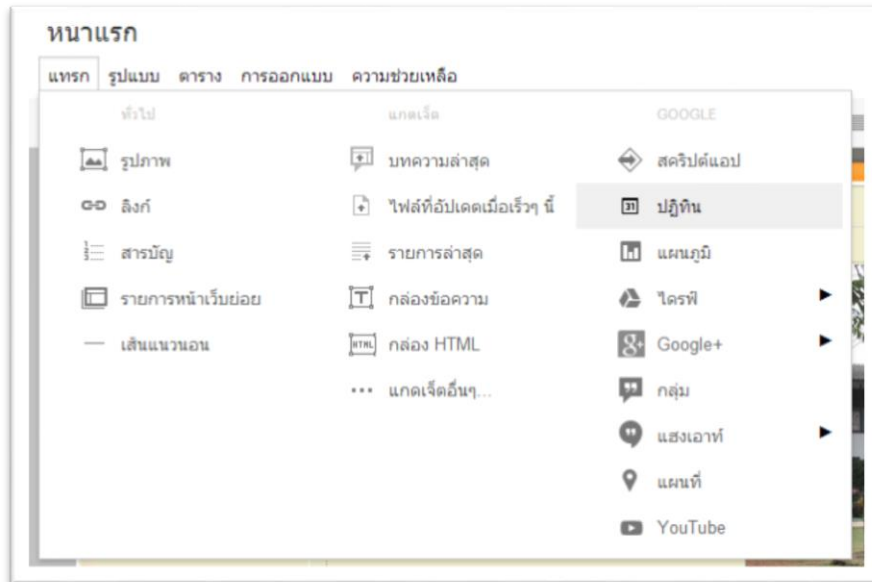 หนาแรก
แทรก รูปแบบ ตาราง การออกแบบ ความช่วยเหลือ
ทั่วไป
รูปภาพ
ลิงก์
สารบัญ
รายการหน้าเว็บย่อย
เส้นแนวนอน
แกดเจ็ต
บทความล่าสุด
ไฟล์ที่อัปเดตเมื่อเร็วๆ นี้
รายการล่าสุด
กล่องข้อความ
กล่อง HTML
แกดเจ็ตอื่นๆ...
GOOGLE
สคริปต์แอป
ปฏิทิน
แผนภูมิ
ไดรฟ์
Google+
กลุ่ม
แฮงเอาท์
แผนที่
YouTube